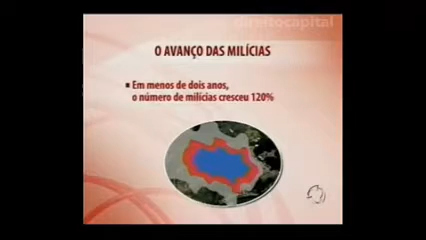 direitocapital
O AVANÇO DAS MILÍCIAS
Em menos de dois anos,
o número de milícias cresceu 120%